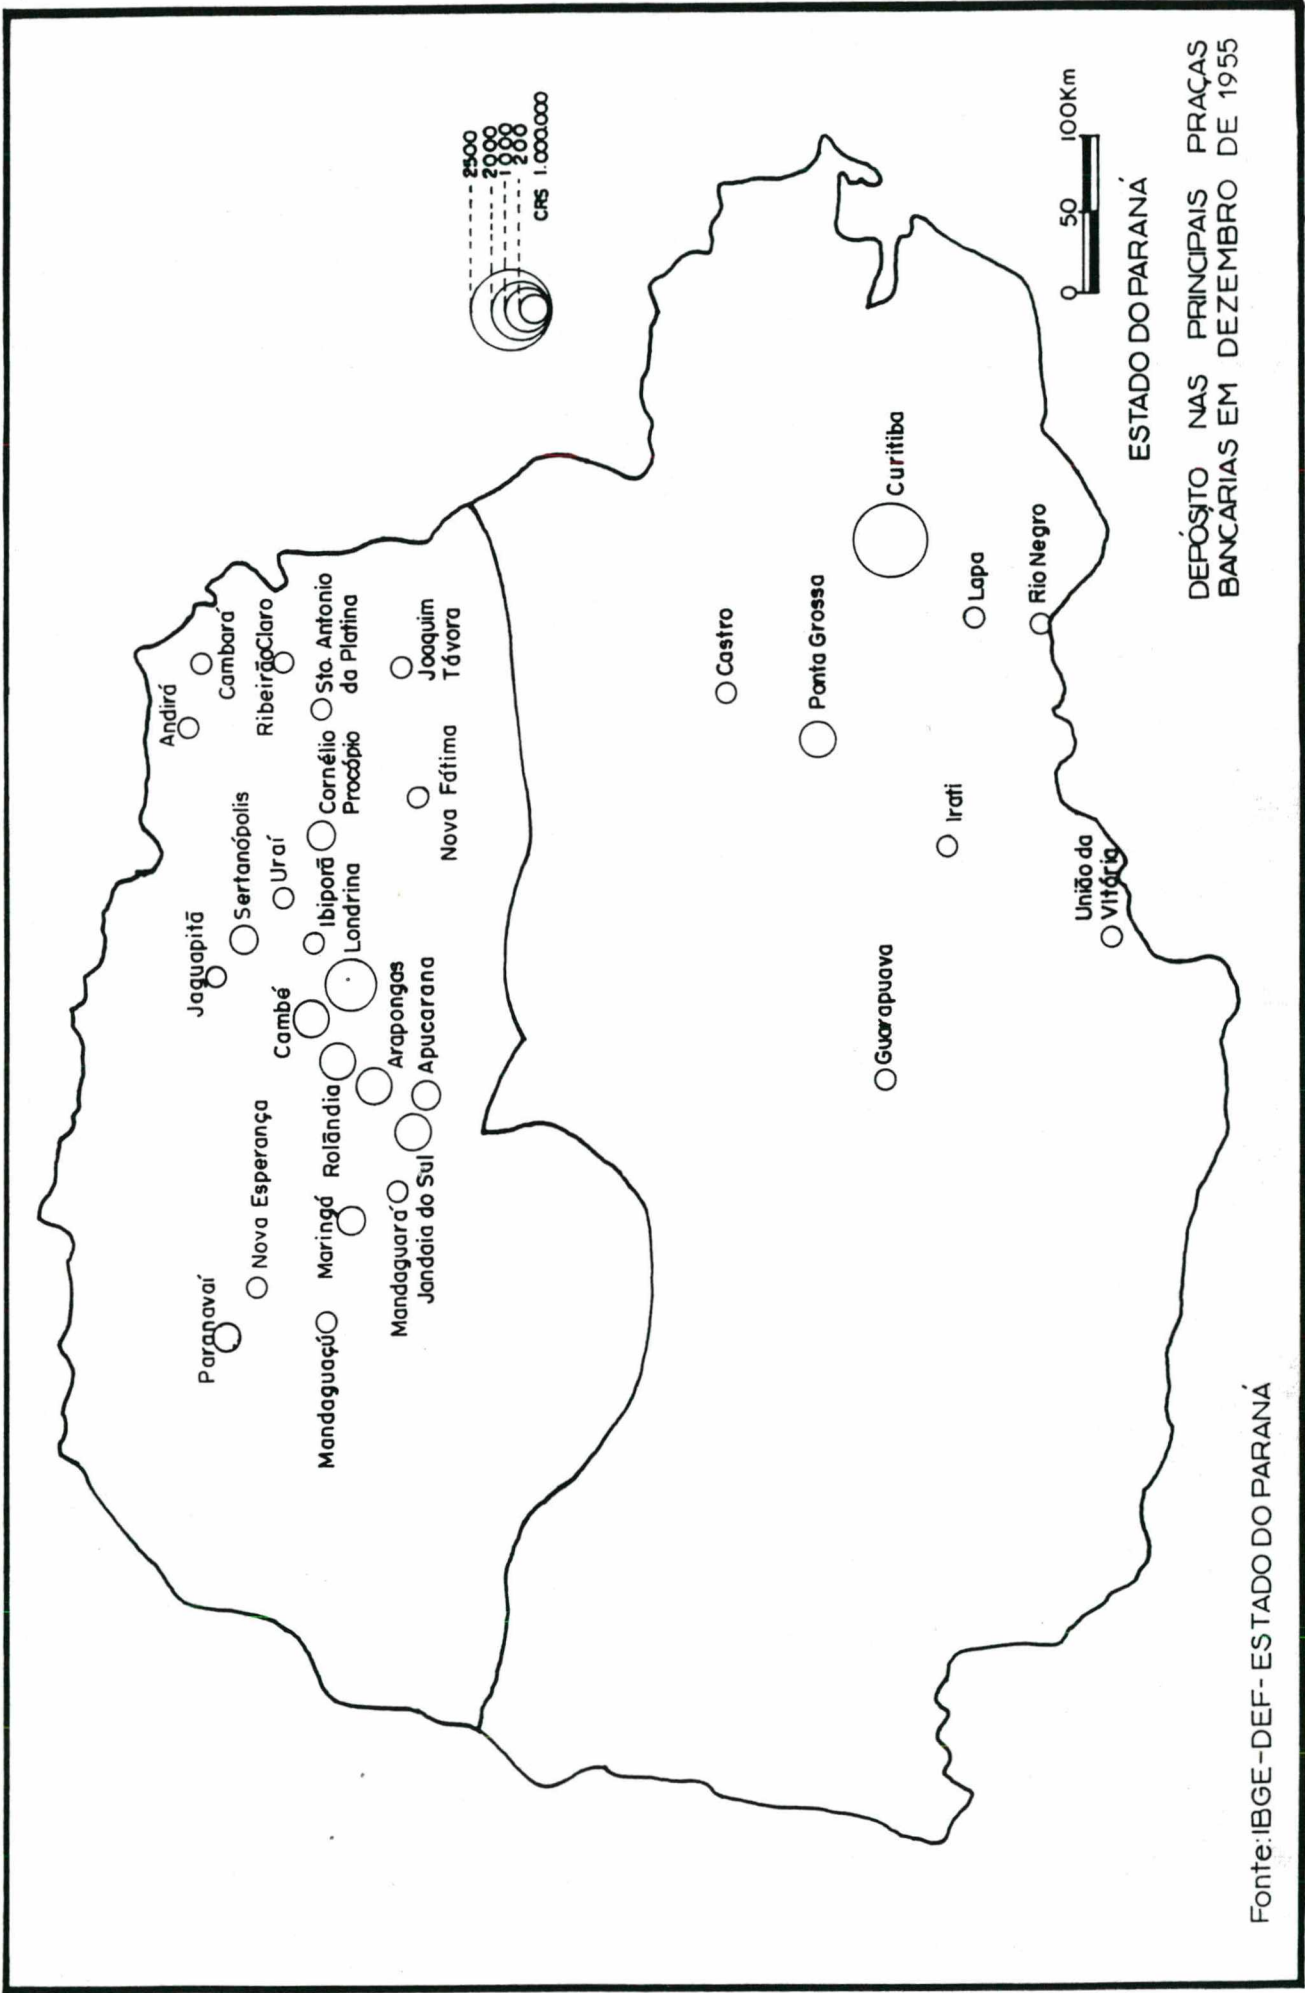 2500
2000
1000
200
CR$ 1.000.000
Andirá
Cambará
Ribeirão Claro
Sto. Antonio
da Platina
Joaquim
Távora
Jaguapitã
Sertanópolis
Uraí
Ibiporã
Cornélio
Procópio
Londrina
Nova Fátima
Cambé
Arapongas
Apucarana
Rolândia
Nova Esperança
Maringá
Paranavaí
Mandaguaçú
Mandaguará
Jandaia do Sul
Castro
Ponta Grossa
Curitiba
Lapa
Rio Negro
Irati
Guarapuava
União da
Vitória
0 50 100Km
ESTADO DO PARANÁ
DEPÓSITO NAS PRINCIPAIS PRAÇAS
BANCÁRIAS EM DEZEMBRO DE 1955
Fonte:IBGE-DEF-ESTADO DO PARANÁ